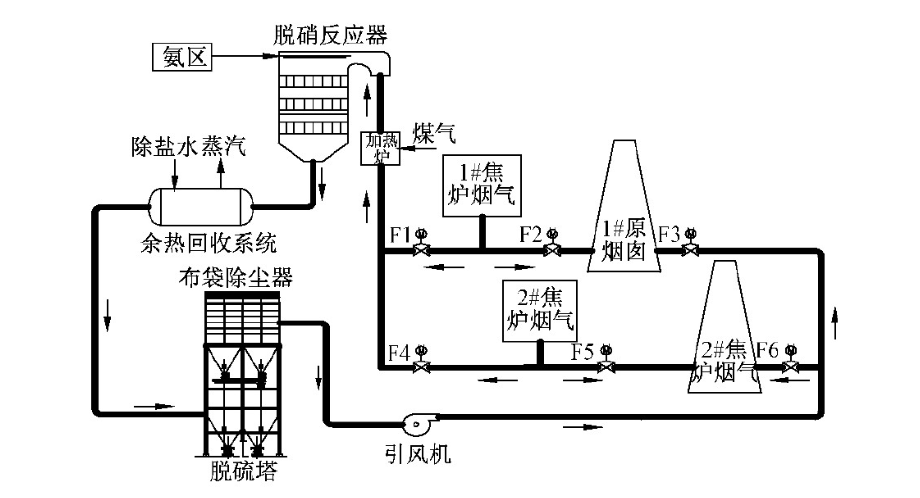 脱硝反应器
氨区
煤气
加热
炉
除盐水蒸汽
1#焦
炉烟气
1#原
烟囱
F1
F2
F3
余热回收系统
布袋除尘器
2#焦
炉烟气
F4
F5
2#焦
炉烟气
F6
引风机
脱硫塔